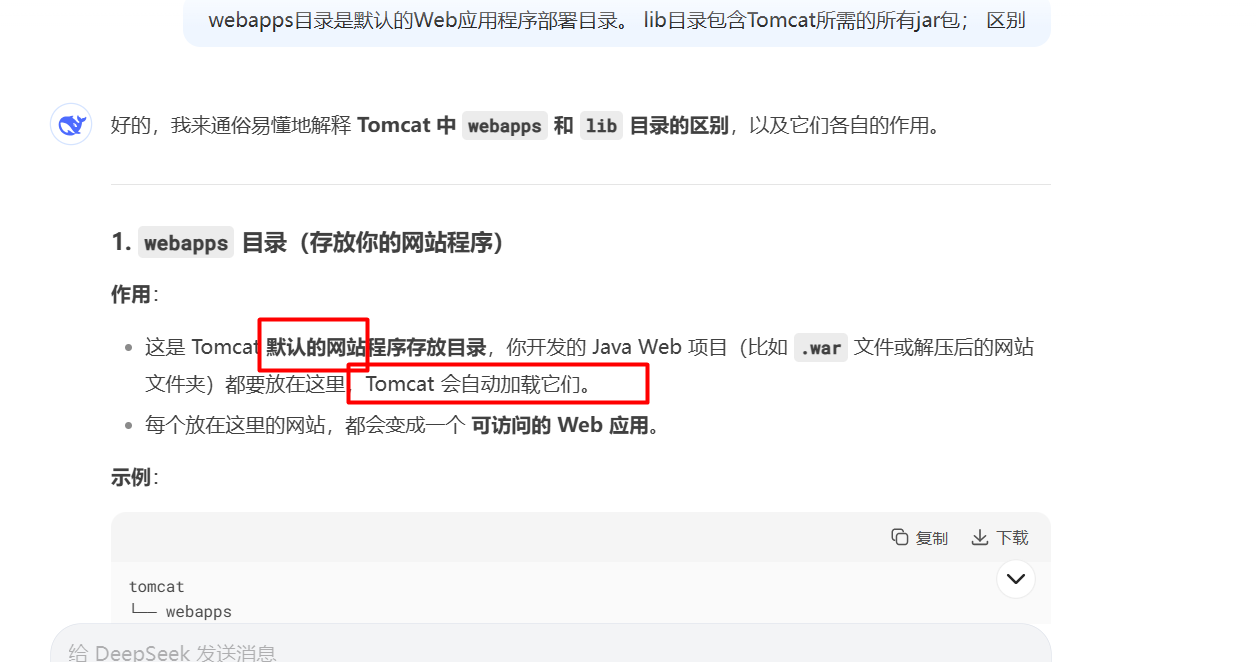 webapps目录是默认的Web应用程序部署目录。 lib目录包含Tomcat所需的所有jar包； 区别
好的，我来通俗易懂地解释 Tomcat 中 webapps 和 lib 目录的区别，以及它们各自的作用。
1. webapps 目录（存放你的网站程序）
作用：
• 这是 Tomcat 默认的网站程序存放目录，你开发的 Java Web 项目（比如 .war 文件或解压后的网站
文件夹）都要放在这里，Tomcat 会自动加载它们。
• 每个放在这里的网站，都会变成一个 可访问的 Web 应用。
示例：
复制 下载
tomcat
└── webapps
给 DeepSeek 发送消息